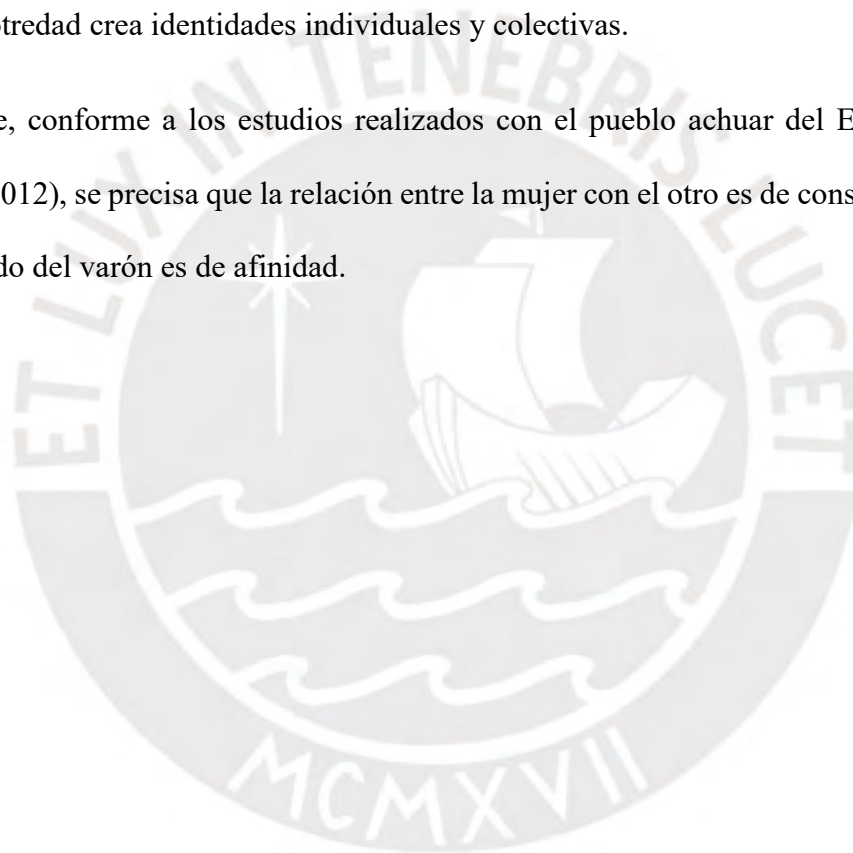 otredad crea identidades individuales y colectivas.
e, conforme a los estudios realizados con el pueblo achuar del E
012), se precisa que la relación entre la mujer con el otro es de cons
do del varón es de afinidad.
ET LUX IN TENEBRIS LUCET
MCMXVII